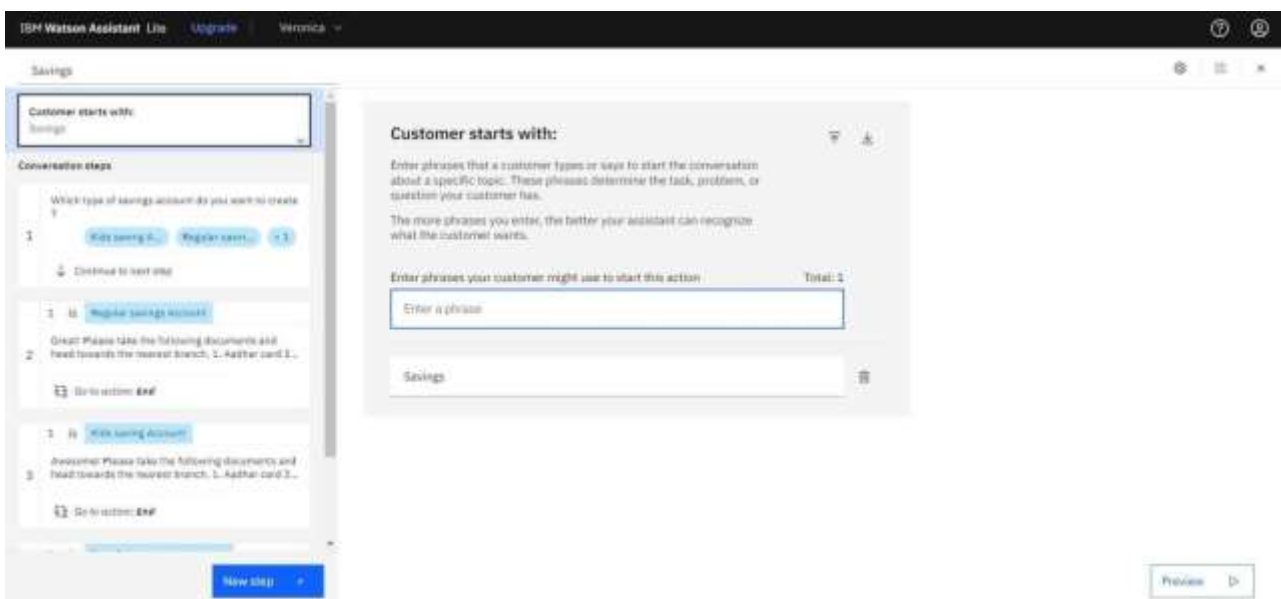 IBM Watson Assistant Lite Upgrade Veronica
Savings
Customer starts with:
Savings
Conversation steps
Which type of savings account do you want to create
?
1
Kids saving A... Regular savin... + 1
Continue to next step
1 is Regular savings Account
Great! Please take the following documents and
2 head towards the nearest branch. 1. Aadhar card 2...
Go to action: End
1 is Kids saving Account
Awesome! Please take the following documents and
3 head towards the nearest branch. 1. Aadhar card 2...
Go to action: End
New step +
Customer starts with:
Enter phrases that a customer types or says to start the conversation
about a specific topic. These phrases determine the task, problem, or
question your customer has.
The more phrases you enter, the better your assistant can recognize
what the customer wants.
Enter phrases your customer might use to start this action Total: 1
Enter a phrase
Savings
Preview